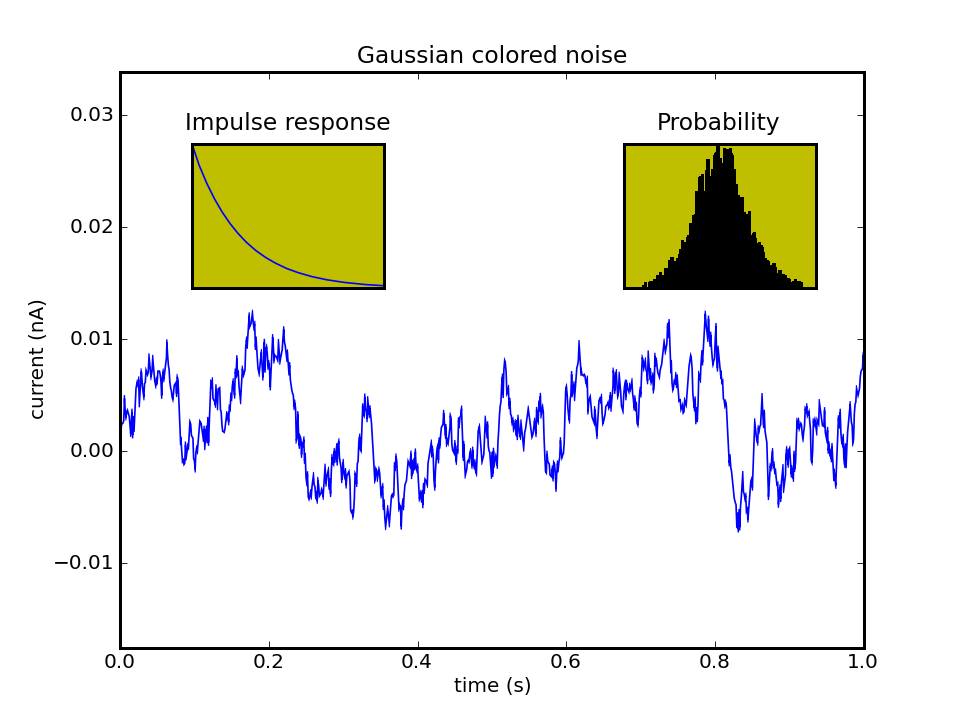 Gaussian colored noise
Impulse response
Probability
current (nA)
0.03
0.02
0.01
0.00
−0.01
0.0 0.2 0.4 0.6 0.8 1.0
time (s)